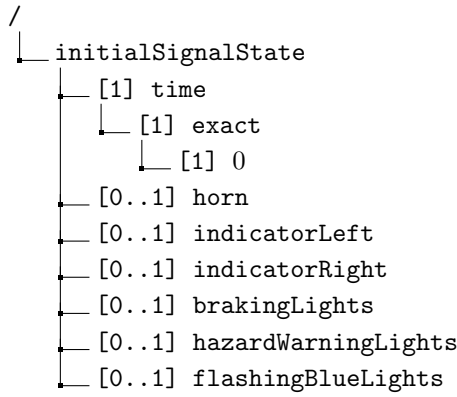 /
initialSignalState
[1] time
[1] exact
[1] 0
[0..1] horn
[0..1] indicatorLeft
[0..1] indicatorRight
[0..1] brakingLights
[0..1] hazardWarningLights
[0..1] flashingBlueLights